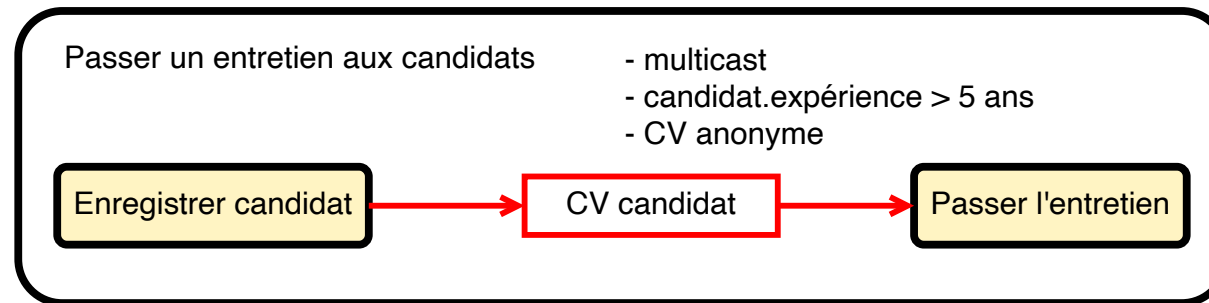 Passer un entretien aux candidats
- multicast
- candidat.expérience > 5 ans
- CV anonyme
Enregistrer candidat
CV candidat
Passer l'entretien